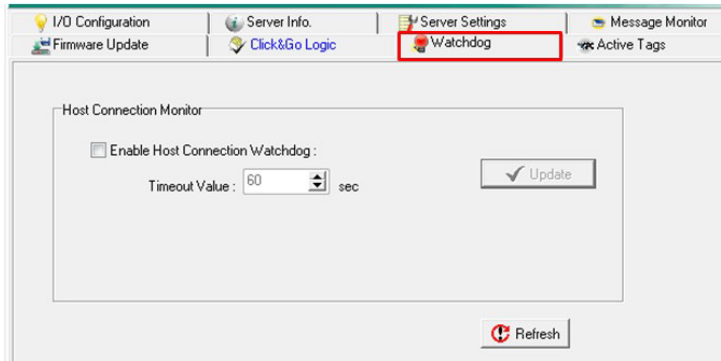 I/O Configuration Server Info. Server Settings Message Monitor
Firmware Update Click&Go Logic Watchdog Active Tags
Host Connection Monitor
Enable Host Connection Watchdog :
Timeout Value : 60 sec
Update
Refresh